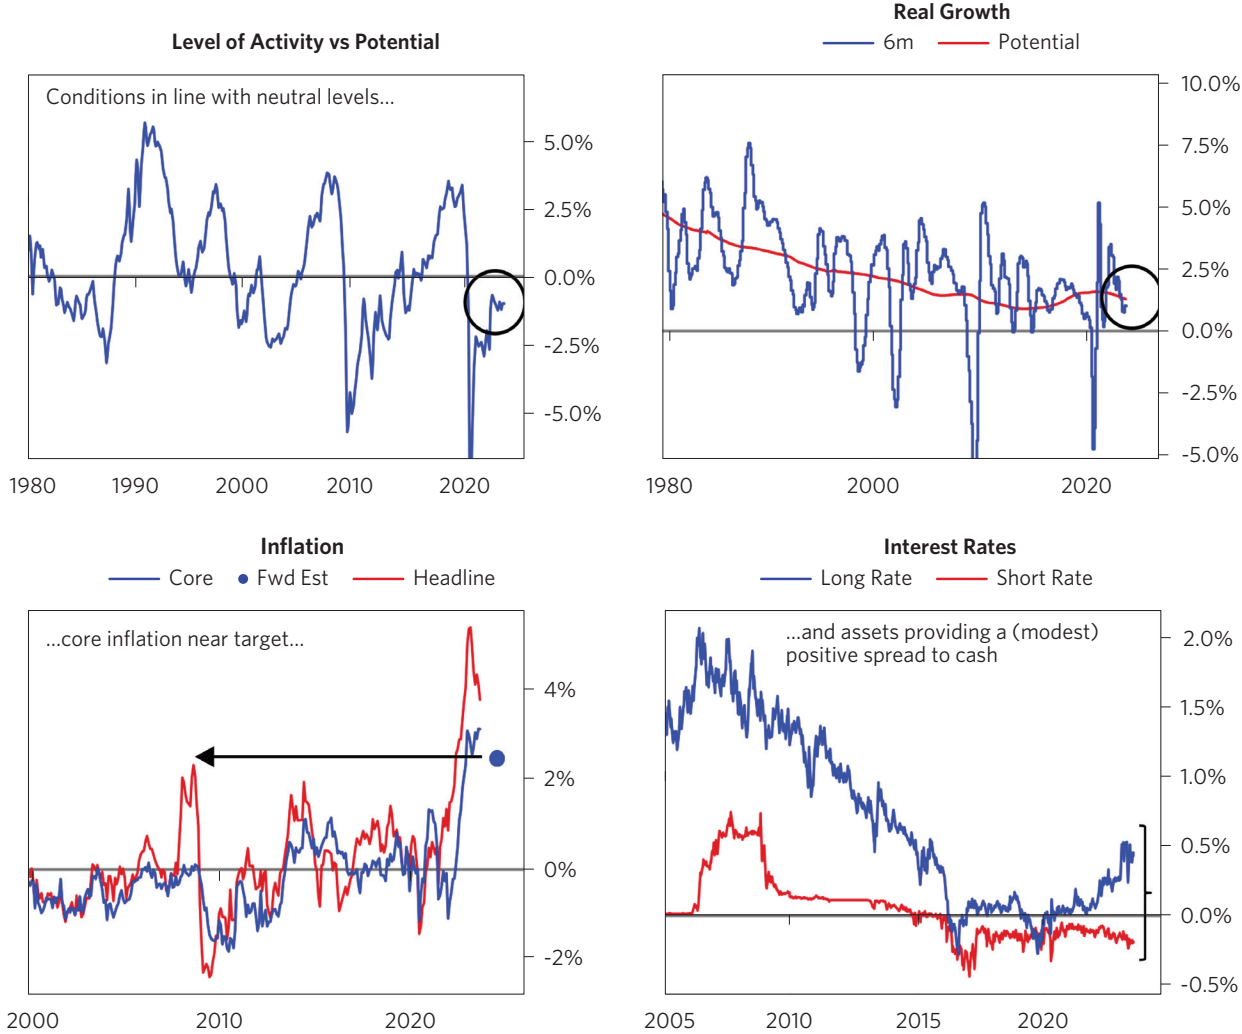 Level of Activity vs Potential
Conditions in line with neutral levels...
5.0%
2.5%
0.0%
-2.5%
-5.0%
1980 1990 2000 2010 2020
Real Growth
6m Potential
10.0%
7.5%
5.0%
2.5%
0.0%
-2.5%
-5.0%
1980 2000 2020
Inflation
Core Fwd Est Headline
...core inflation near target...
4%
2%
0%
-2%
2000 2010 2020
Interest Rates
Long Rate Short Rate
...and assets providing a (modest)
positive spread to cash
2.0%
1.5%
1.0%
0.5%
0.0%
-0.5%
2005 2010 2015 2020